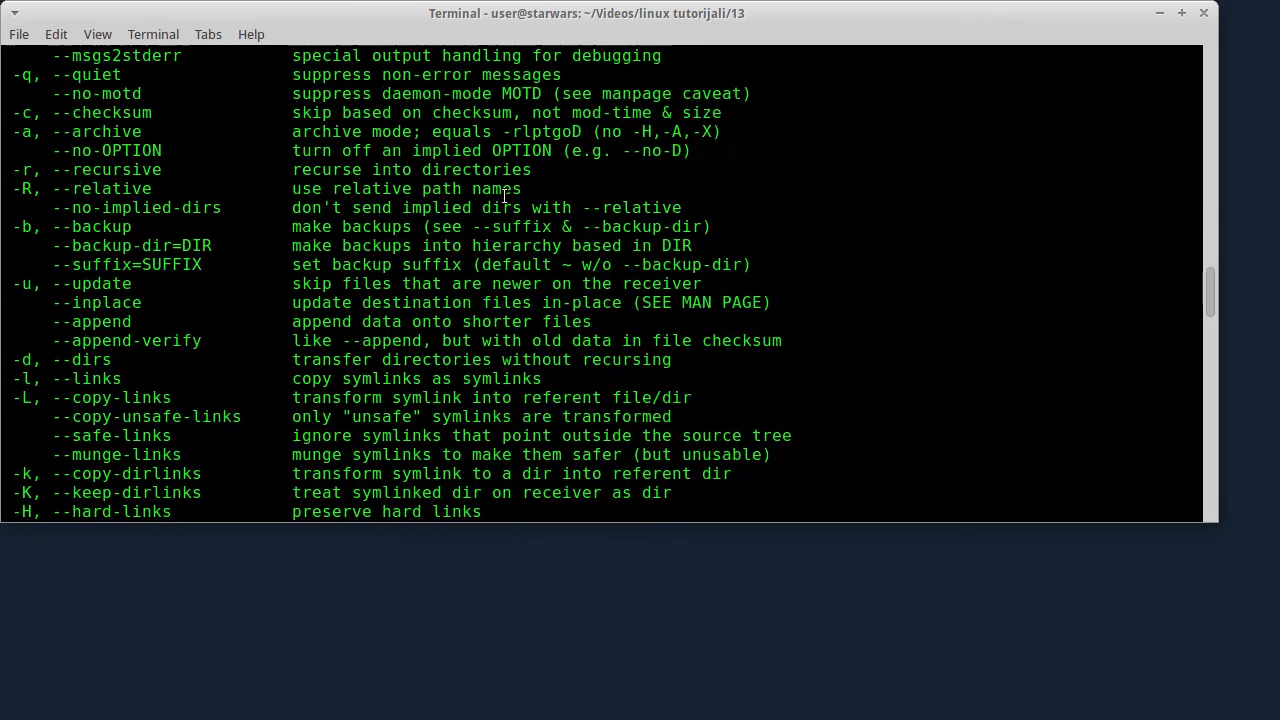 Terminal - user@starwars: ~/Videos/linux tutorijali/13
File Edit View Terminal Tabs Help
--msgs2stderr special output handling for debugging
-q, --quiet suppress non-error messages
--no-motd suppress daemon-mode MOTD (see manpage caveat)
-c, --checksum skip based on checksum, not mod-time & size
-a, --archive archive mode; equals -rlptgoD (no -H,-A,-X)
--no-OPTION turn off an implied OPTION (e.g. --no-D)
-r, --recursive recurse into directories
-R, --relative use relative path names
--no-implied-dirs don't send implied dirs with --relative
-b, --backup make backups (see --suffix & --backup-dir)
--backup-dir=DIR make backups into hierarchy based in DIR
--suffix=SUFFIX set backup suffix (default ~ w/o --backup-dir)
-u, --update skip files that are newer on the receiver
--inplace update destination files in-place (SEE MAN PAGE)
--append append data onto shorter files
--append-verify like --append, but with old data in file checksum
-d, --dirs transfer directories without recursing
-l, --links copy symlinks as symlinks
-L, --copy-links transform symlink into referent file/dir
--copy-unsafe-links only "unsafe" symlinks are transformed
--safe-links ignore symlinks that point outside the source tree
--munge-links munge symlinks to make them safer (but unusable)
-k, --copy-dirlinks transform symlink to a dir into referent dir
-K, --keep-dirlinks treat symlinked dir on receiver as dir
-H, --hard-links preserve hard links